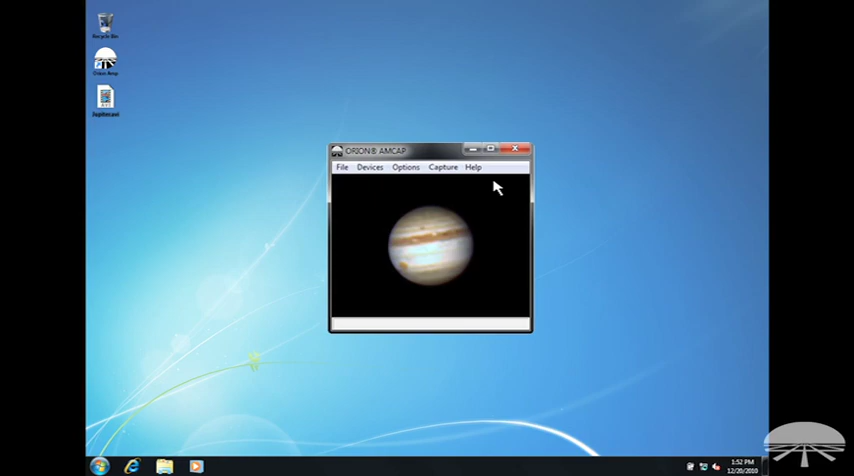 Recycle Bin
Orion Amp
Jupiter.avi
ORION® AMCAP
File Devices Options Capture Help
1:52 PM
12/20/2010